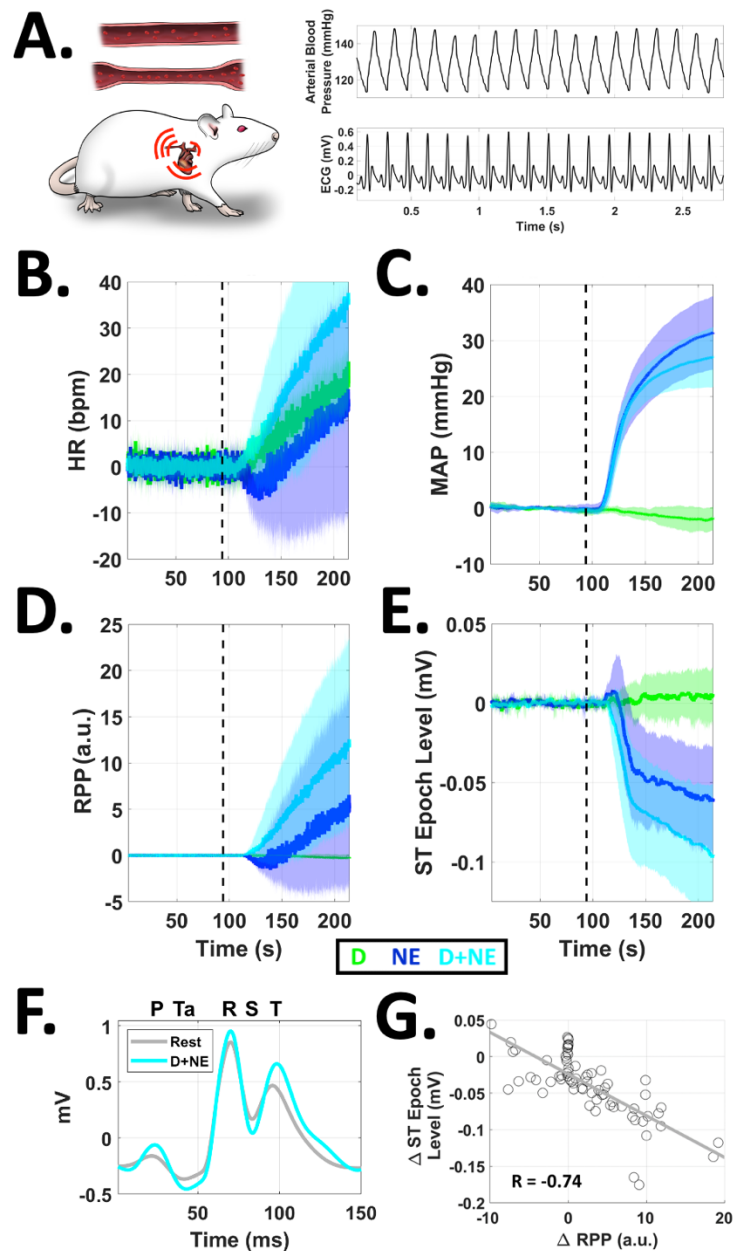 A.
Arterial Blood
Pressure (mmHg)
140
120
ECG (mV)
0.6
0.4
0.2
0
-0.2
0.5 1 1.5 2 2.5
Time (s)
B.
HR (bpm)
40
30
20
10
0
-10
-20
50 100 150 200
C.
MAP (mmHg)
40
30
20
10
0
-10
50 100 150 200
D.
RPP (a.u.)
25
20
15
10
5
0
-5
50 100 150 200
Time (s)
E.
ST Epoch Level (mV)
0.05
0
-0.05
-0.1
50 100 150 200
Time (s)
D NE D+NE
F.
P Ta R S T
Rest
D+NE
mV
1
0.5
0
-0.5
0 50 100 150
Time (ms)
G.
Δ ST Epoch
Level (mV)
0.05
0
-0.05
-0.1
-0.15
-0.2
R = -0.74
-10 0 10 20
Δ RPP (a.u.)